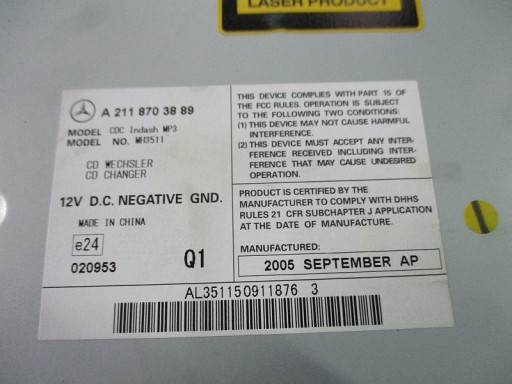 LASER PRODUCT
A 211 870 38 89
MODEL CDC Indash MP3
MODEL NO. MH3511
CD WECHSLER
CD CHANGER
12V D.C. NEGATIVE GND.
MADE IN CHINA
e24
020953
Q1
THIS DEVICE COMPLIES WITH PART 15 OF
THE FCC RULES. OPERATION IS SUBJECT
TO THE FOLLOWING TWO CONDITIONS:
(1) THIS DEVICE MAY NOT CAUSE HARMFUL
INTERFERENCE.
(2) THIS DEVICE MUST ACCEPT ANY INTER-
FERENCE RECEIVED INCLUDING INTER-
FERENCE THAT MAY CAUSE UNDESIRED
OPERATION.
PRODUCT IS CERTIFIED BY THE
MANUFACTURER TO COMPLY WITH DHHS
RULES 21 CFR SUBCHAPTER J APPLICATION
AT THE DATE OF MANUFACTURE.
MANUFACTURED:
2005 SEPTEMBER AP
AL351150911876 3